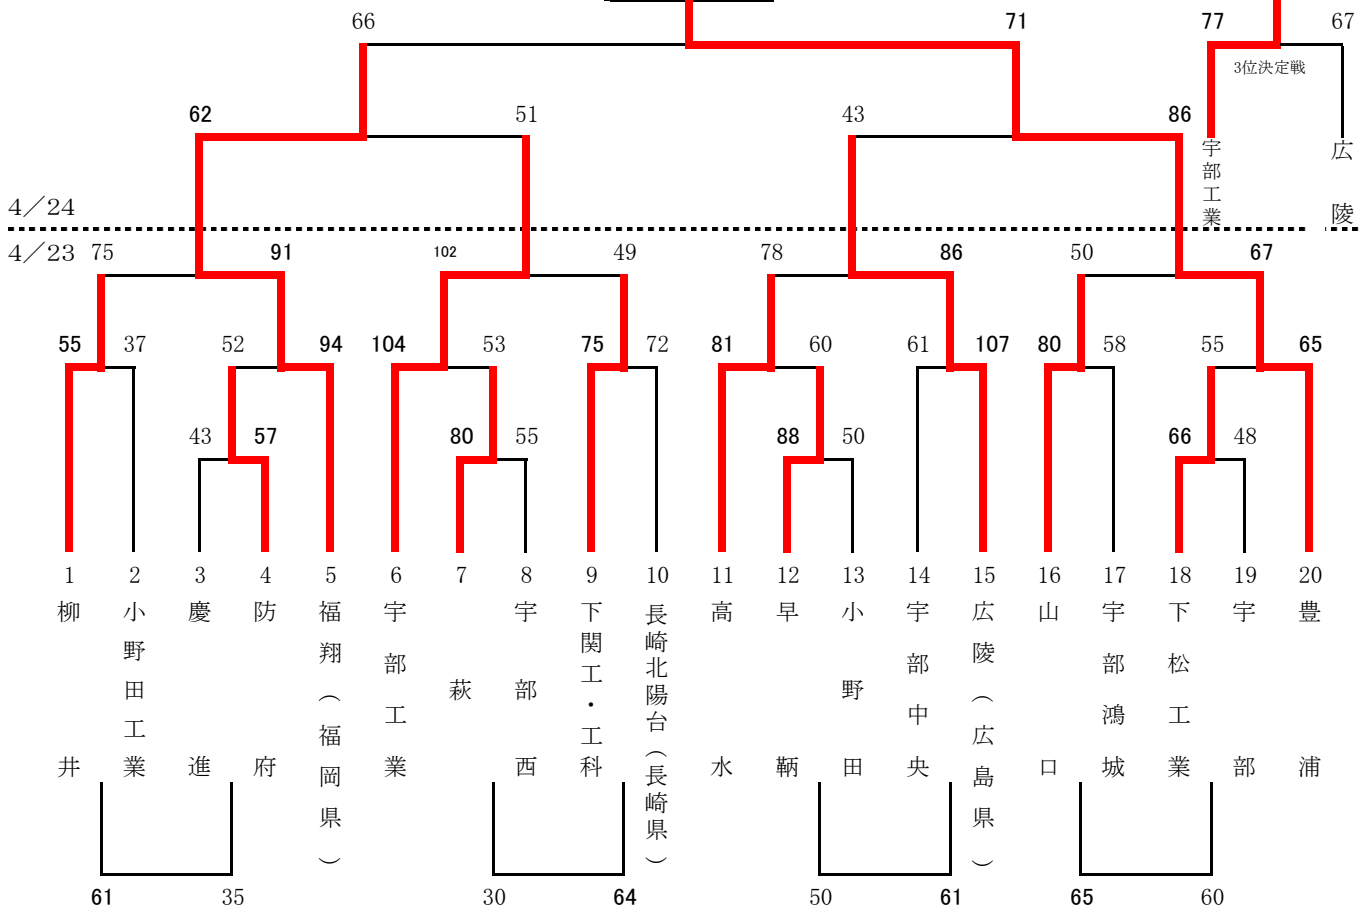 66 71 77 67
3位決定戦
62 51 43 86
宇部工業
広陵
4／24
4／23 75 91 102 49 78 86 50 67
55 37 52 94 104 53 75 72 81 60 61 107 80 58 55 65
43 57 80 55 88 50 66 48
1 2 3 4 5 6 7 8 9 10 11 12 13 14 15 16 17 18 19 20
柳井
小野田工業
慶進
防府
福翔（福岡県）
宇部工業
萩
宇部西
下関工・工科
長崎北陽台（長崎県）
高水
早鞆
小野田
宇部中央
広陵（広島県）
山口
宇部鴻城
下松工業
宇部
豊浦
61 35 30 64 50 61 65 60